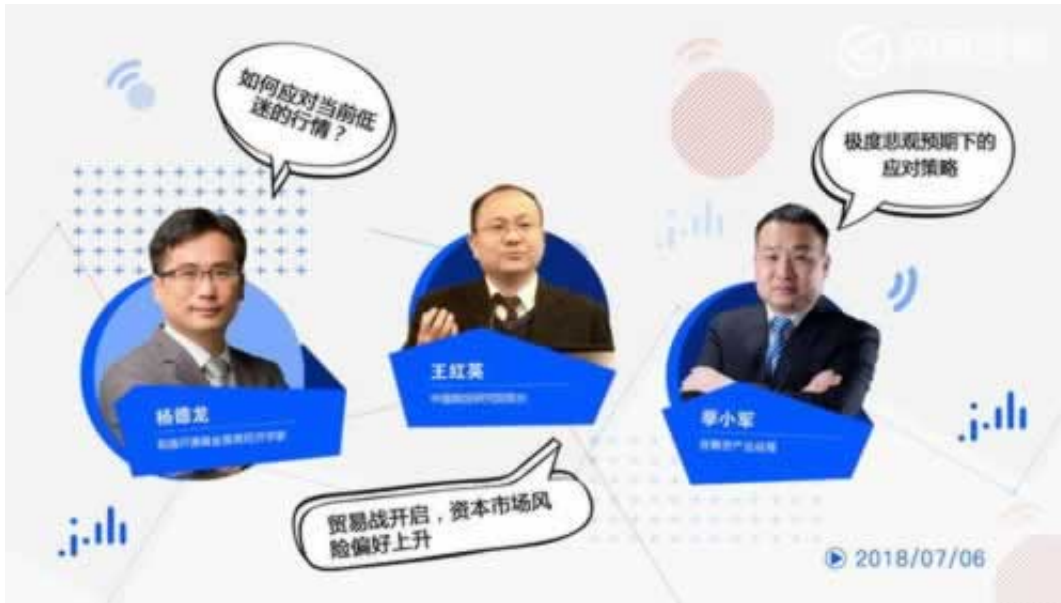 如何应对当前低
迷的行情？
极度悲观预期下的
应对策略
杨德龙
王红英
季小军
贸易战开启，资本市场风
险偏好上升
2018/07/06